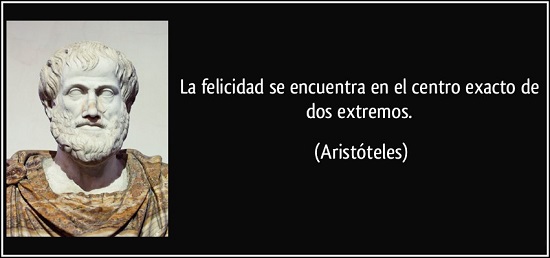 La felicidad se encuentra en el centro exacto de
dos extremos.
(Aristóteles)